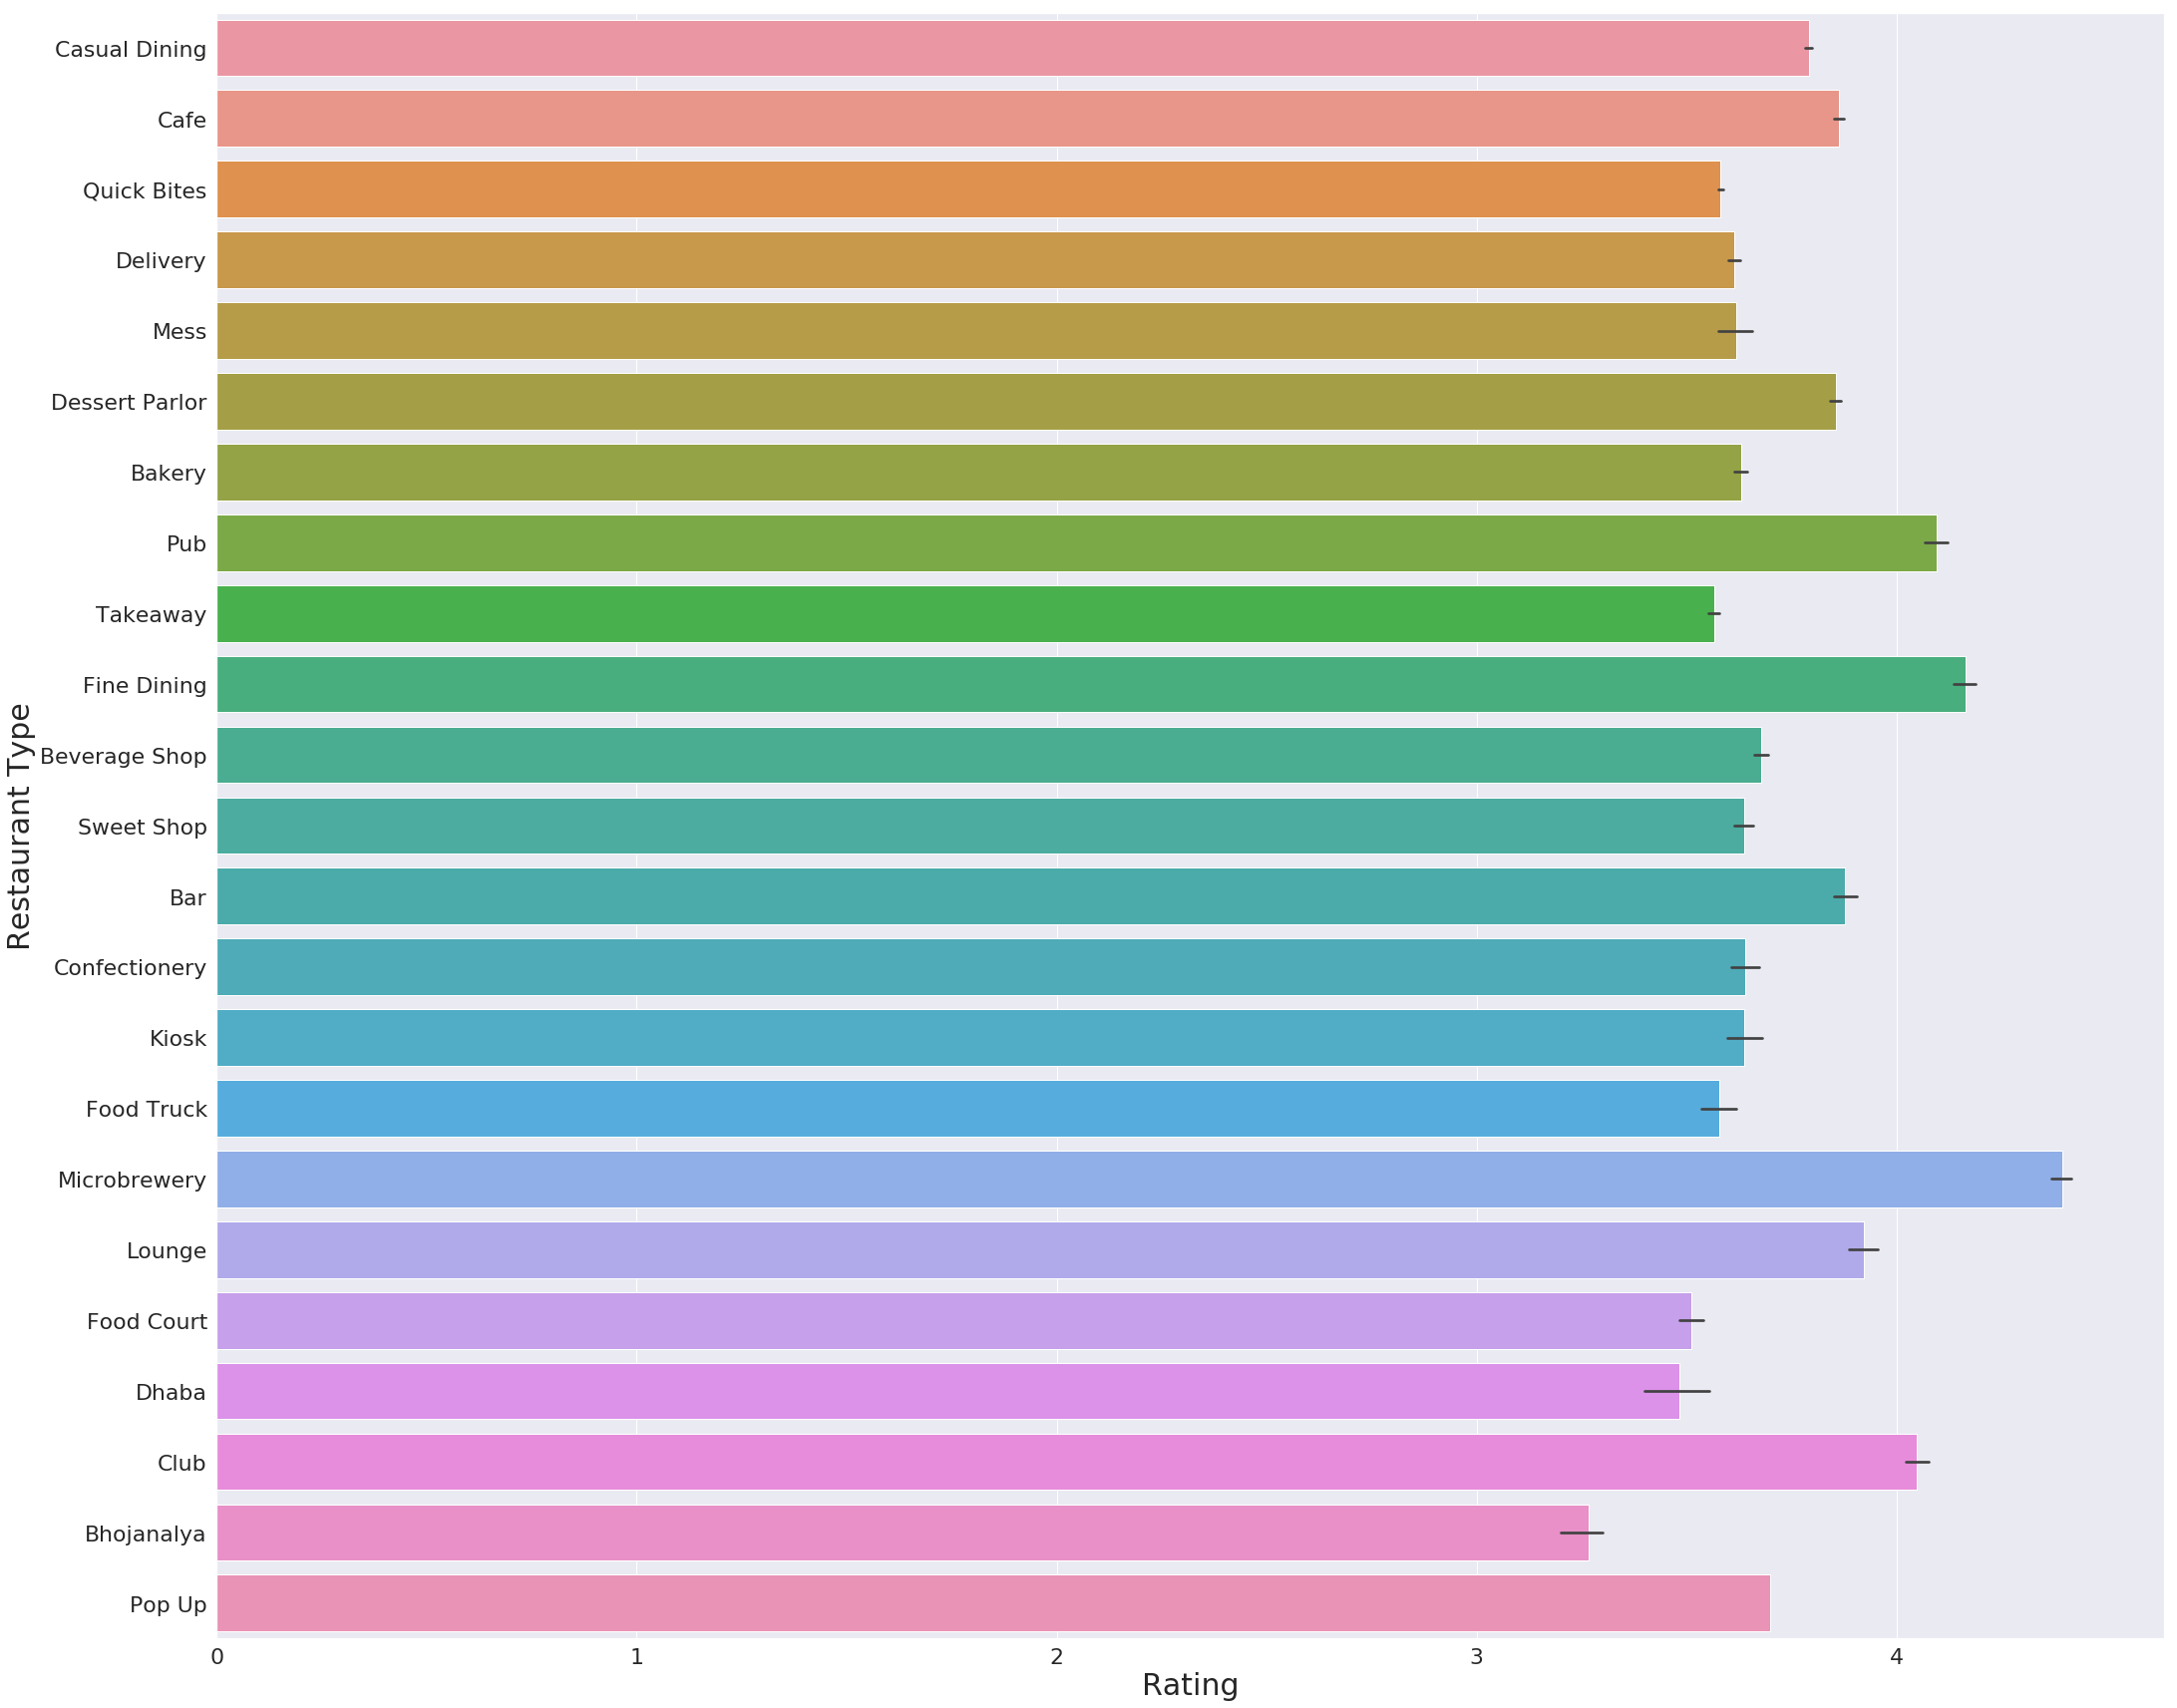 Casual Dining
Cafe
Quick Bites
Delivery
Mess
Dessert Parlor
Bakery
Pub
Takeaway
Fine Dining
Beverage Shop
Sweet Shop
Bar
Confectionery
Kiosk
Food Truck
Microbrewery
Lounge
Food Court
Dhaba
Club
Bhojanalya
Pop Up
Restaurant Type
0 1 2 3 4
Rating